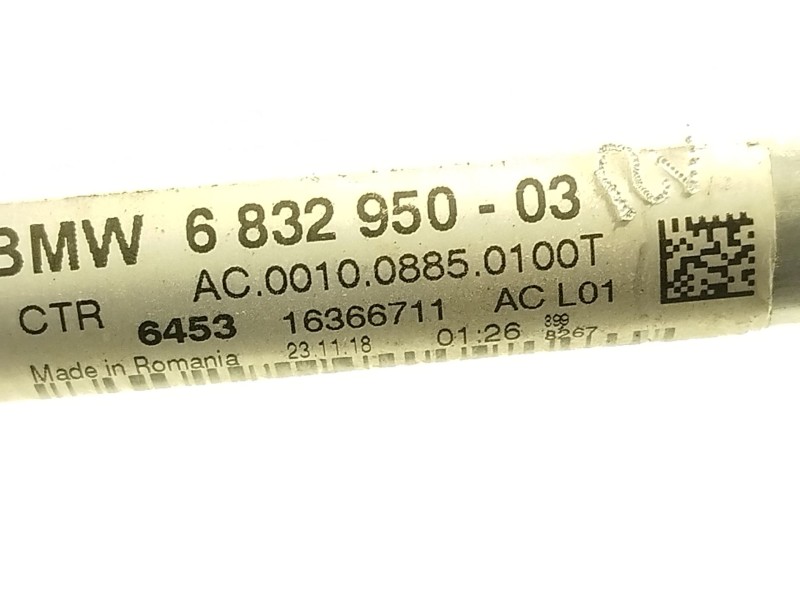 BMW 6 832 950 - 03
AC.0010.0885.0100T
CTR 6453 16366711 AC L01
Made in Romania 23.11.18 01:26 399
8267